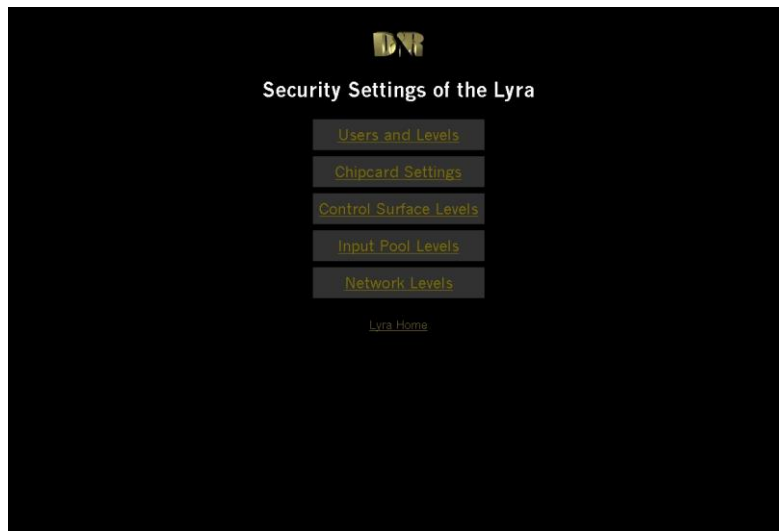 DNR
Security Settings of the Lyra
Users and Levels
Chipcard Settings
Control Surface Levels
Input Pool Levels
Network Levels
Lyra Home